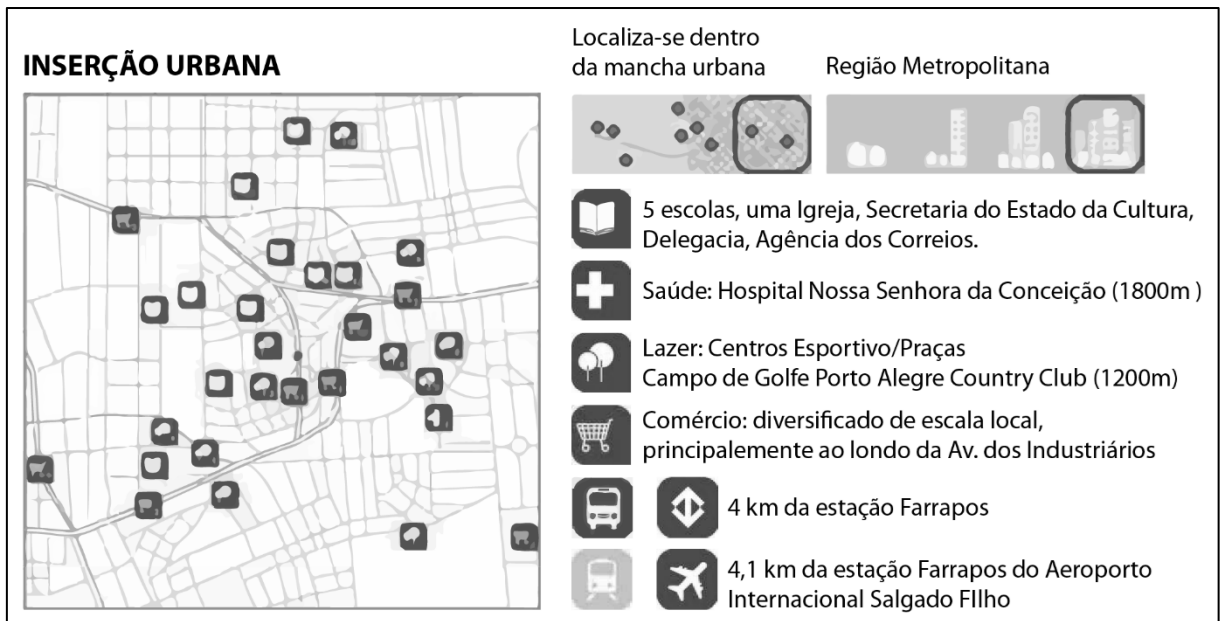 INSERÇÃO URBANA
Localiza-se dentro
da mancha urbana
Região Metropolitana
5 escolas, uma Igreja, Secretaria do Estado da Cultura,
Delegacia, Agência dos Correios.
Saúde: Hospital Nossa Senhora da Conceição (1800m )
Lazer: Centros Esportivo/Praças
Campo de Golfe Porto Alegre Country Club (1200m)
Comércio: diversificado de escala local,
principalemente ao londo da Av. dos Industriários
4 km da estação Farrapos
4,1 km da estação Farrapos do Aeroporto
Internacional Salgado FIlho